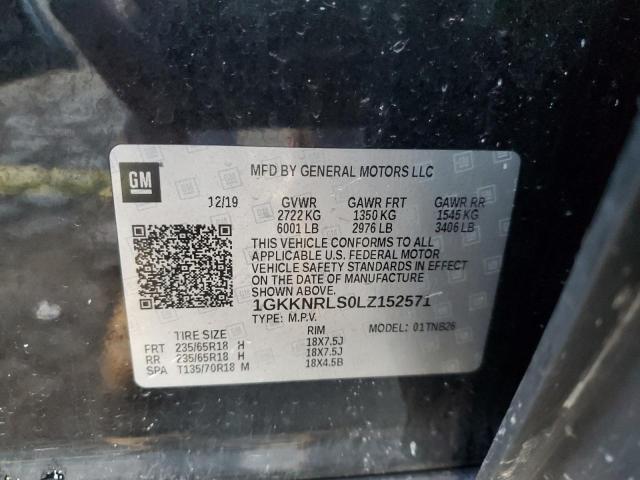 GM
MFD BY GENERAL MOTORS LLC
12/19 GVWR GAWR FRT GAWR RR
2722 KG 1350 KG 1545 KG
6001 LB 2976 LB 3406 LB
THIS VEHICLE CONFORMS TO ALL
APPLICABLE U.S. FEDERAL MOTOR
VEHICLE SAFETY STANDARDS IN EFFECT
ON THE DATE OF MANUFACTURE
SHOWN ABOVE.
1GKKNRLS0LZ152571
TYPE: M.P.V. MODEL: 01TNB26
TIRE SIZE RIM
FRT 235/65R18 H 18X7.5J
RR 235/65R18 H 18X7.5J
SPA T135/70R18 M 18X4.5B